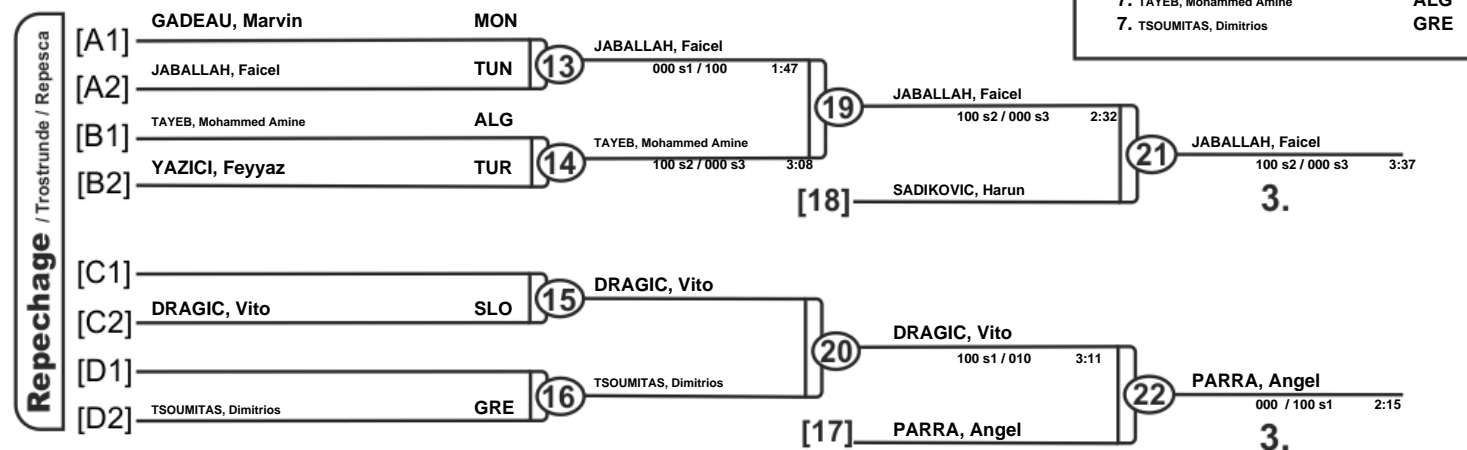 7. TAYEB, Mohammed Amine ALG
7. TSOUMITAS, Dimitrios GRE
Repechage / Trostrunde / Repesca
[A1] GADEAU, Marvin MON
[A2] JABALLAH, Faicel TUN
13
JABALLAH, Faicel
000 s1 / 100 1:47
[B1] TAYEB, Mohammed Amine ALG
[B2] YAZICI, Feyyaz TUR
14
TAYEB, Mohammed Amine
100 s2 / 000 s3 3:08
19
JABALLAH, Faicel
100 s2 / 000 s3 2:32
[18] SADIKOVIC, Harun
21
JABALLAH, Faicel
100 s2 / 000 s3 3:37
3.
[C1]
[C2] DRAGIC, Vito SLO
15
DRAGIC, Vito
[D1]
[D2] TSOUMITAS, Dimitrios GRE
16
TSOUMITAS, Dimitrios
20
DRAGIC, Vito
100 s1 / 010 3:11
[17] PARRA, Angel
22
PARRA, Angel
000 / 100 s1 2:15
3.